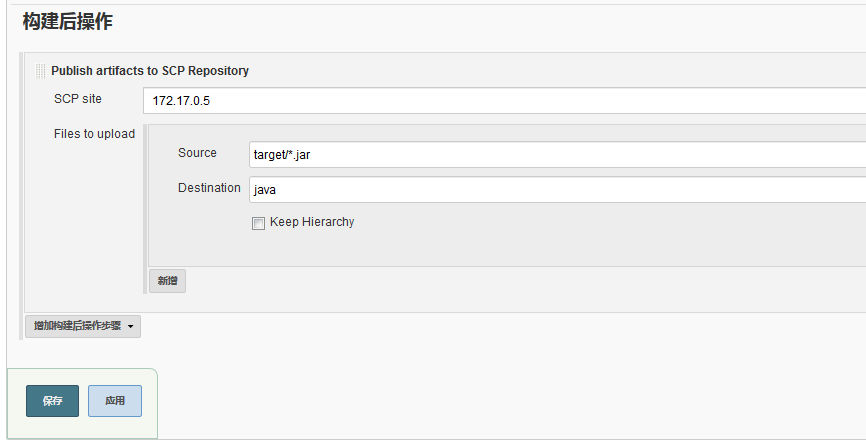 构建后操作
Publish artifacts to SCP Repository
SCP site
172.17.0.5
Files to upload
Source
target/*.jar
Destination
java
Keep Hierarchy
新增
增加构建后操作步骤
保存
应用